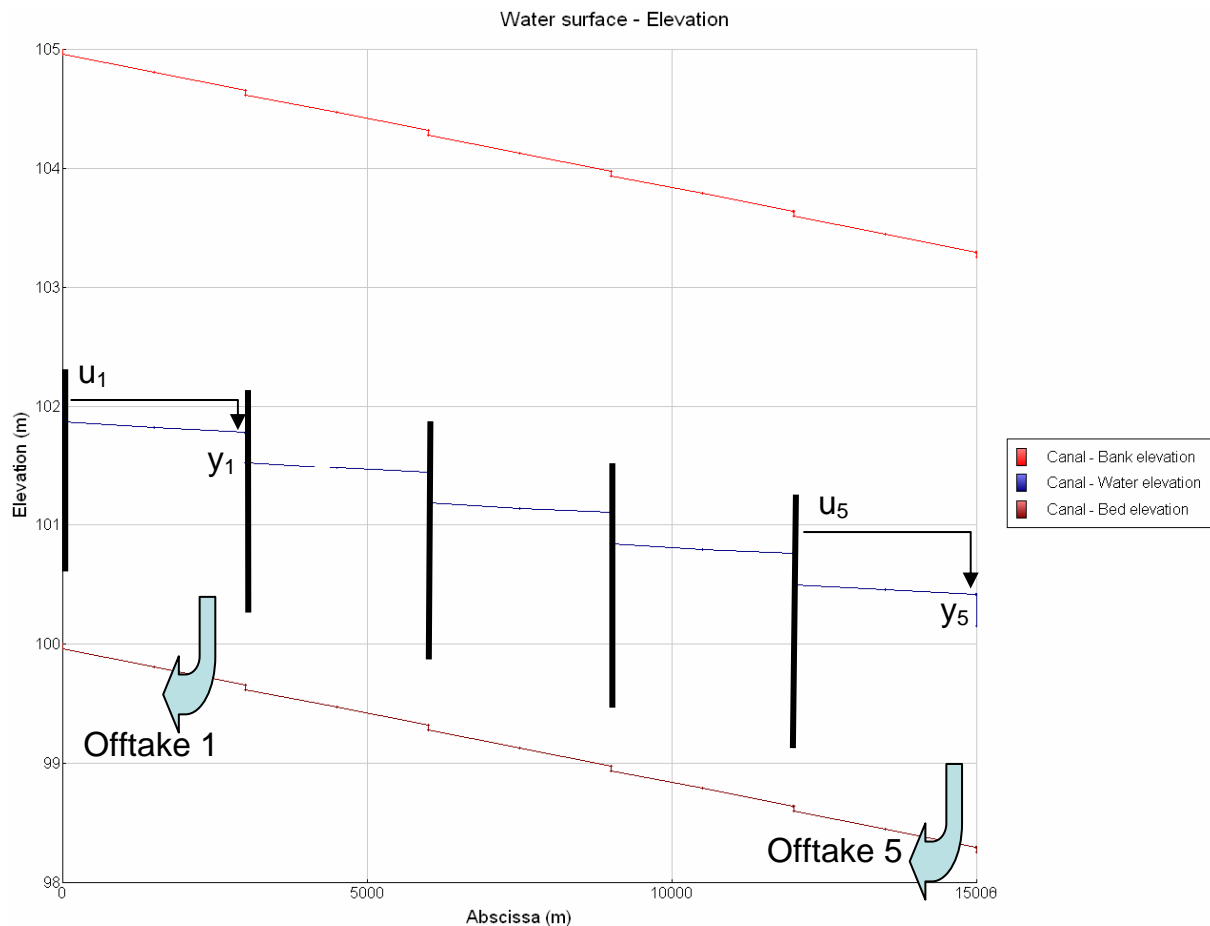 Water surface - Elevation
105
104
103
102
101
100
99
98
Elevation (m)
u₁
y₁
u₅
y₅
Offtake 1
Offtake 5
0
5000
10000
15000
Abscissa (m)
Canal - Bank elevation
Canal - Water elevation
Canal - Bed elevation